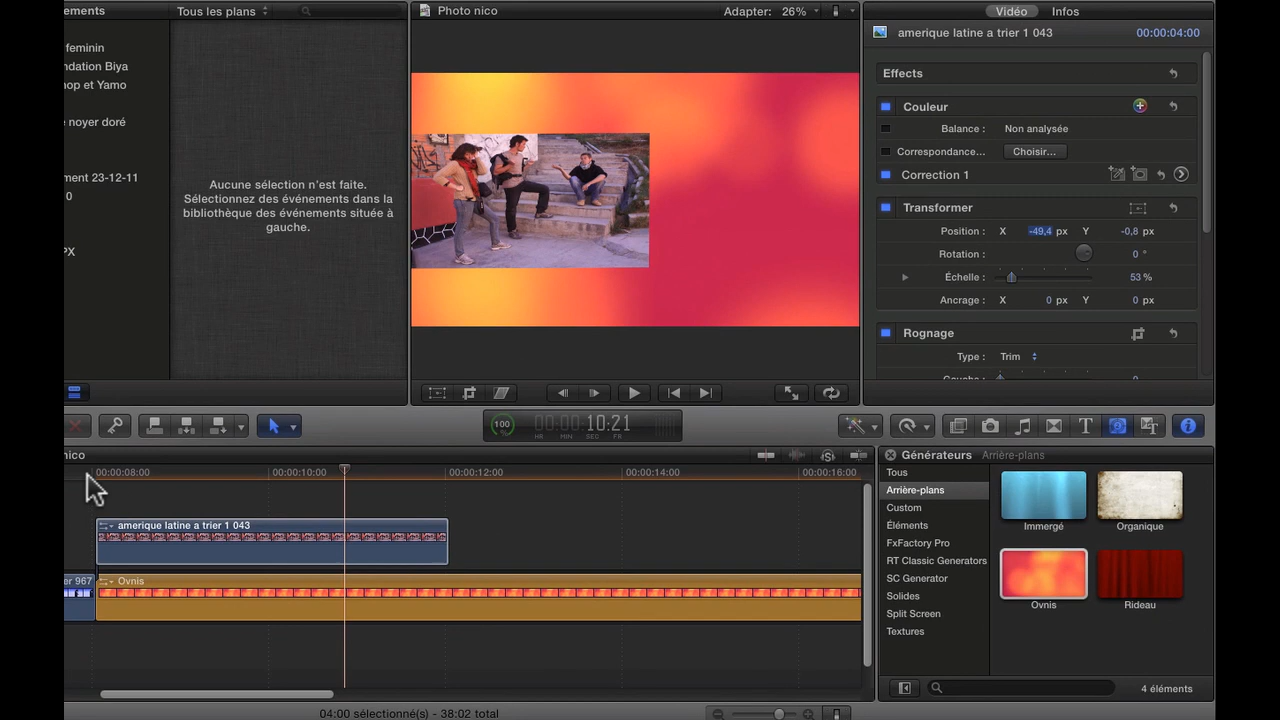 ements
Tous les plans
Photo nico
Adapter: 26%
Vidéo
Infos
amerique latine a trier 1 043
00:00:04:00
feminin
ndation Biya
hop et Yamo
e noyer doré
ement 23-12-11
0
PX
Aucune sélection n'est faite.
Sélectionnez des événements dans la
bibliothèque des événements située à
gauche.
Effects
Couleur
Balance : Non analysée
Correspondance... Choisir...
Correction 1
Transformer
Position : X -49,4 px Y -0,8 px
Rotation : 0 °
Échelle : 53 %
Ancrage : X 0 px Y 0 px
Rognage
Type : Trim
Gauche : 0
100
00:00:10:21
HR MIN SEC FR
T
nico
00:00:08:00
00:00:10:00
00:00:12:00
00:00:14:00
00:00:16:00
amerique latine a trier 1 043
er 967
Ovnis
Générateurs Arrière-plans
Tous
Arrière-plans
Custom
Éléments
FxFactory Pro
RT Classic Generators
SC Generator
Solides
Split Screen
Textures
Immergé
Organique
Ovnis
Rideau
4 éléments
04:00 sélectionné(s) - 38:02 total